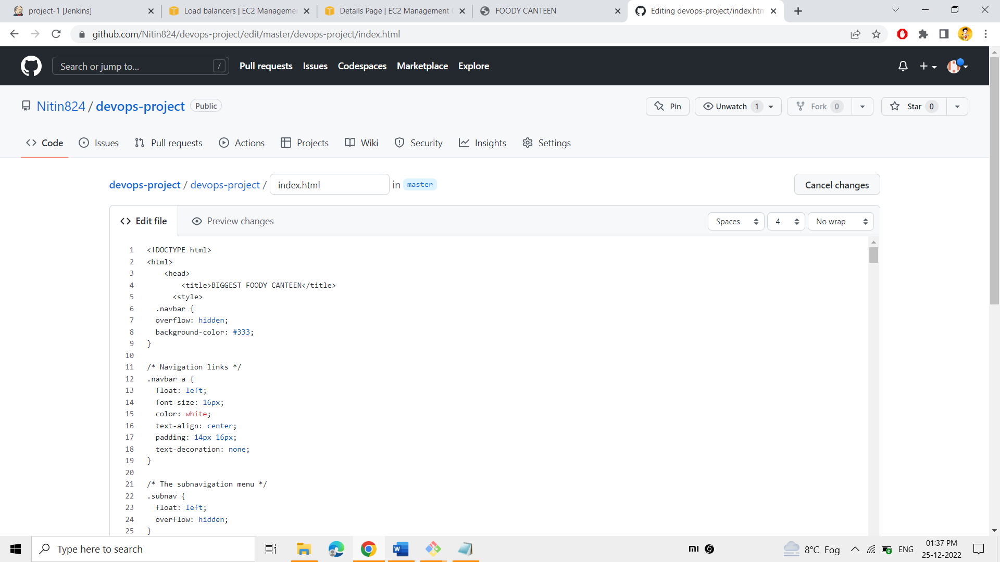 project-1 [Jenkins]
Load balancers | EC2 Managemen
Details Page | EC2 Management C
FOODY CANTEEN
Editing devops-project/index.htm
github.com/Nitin824/devops-project/edit/master/devops-project/index.html
Search or jump to...
/
Pull requests
Issues
Codespaces
Marketplace
Explore
Nitin824 / devops-project
Public
Pin
Unwatch 1
Fork 0
Star 0
Code
Issues
Pull requests
Actions
Projects
Wiki
Security
Insights
Settings
devops-project / devops-project / index.html in master
Cancel changes
Edit file
Preview changes
Spaces
4
No wrap
1 <!DOCTYPE html>
2 <html>
3 <head>
4 <title>BIGGEST FOODY CANTEEN</title>
5 <style>
6 .navbar {
7 overflow: hidden;
8 background-color: #333;
9 }
10
11 /* Navigation links */
12 .navbar a {
13 float: left;
14 font-size: 16px;
15 color: white;
16 text-align: center;
17 padding: 14px 16px;
18 text-decoration: none;
19 }
20
21 /* The subnavigation menu */
22 .subnav {
23 float: left;
24 overflow: hidden;
25 }
Type here to search
8°C Fog
ENG
01:37 PM
25-12-2022